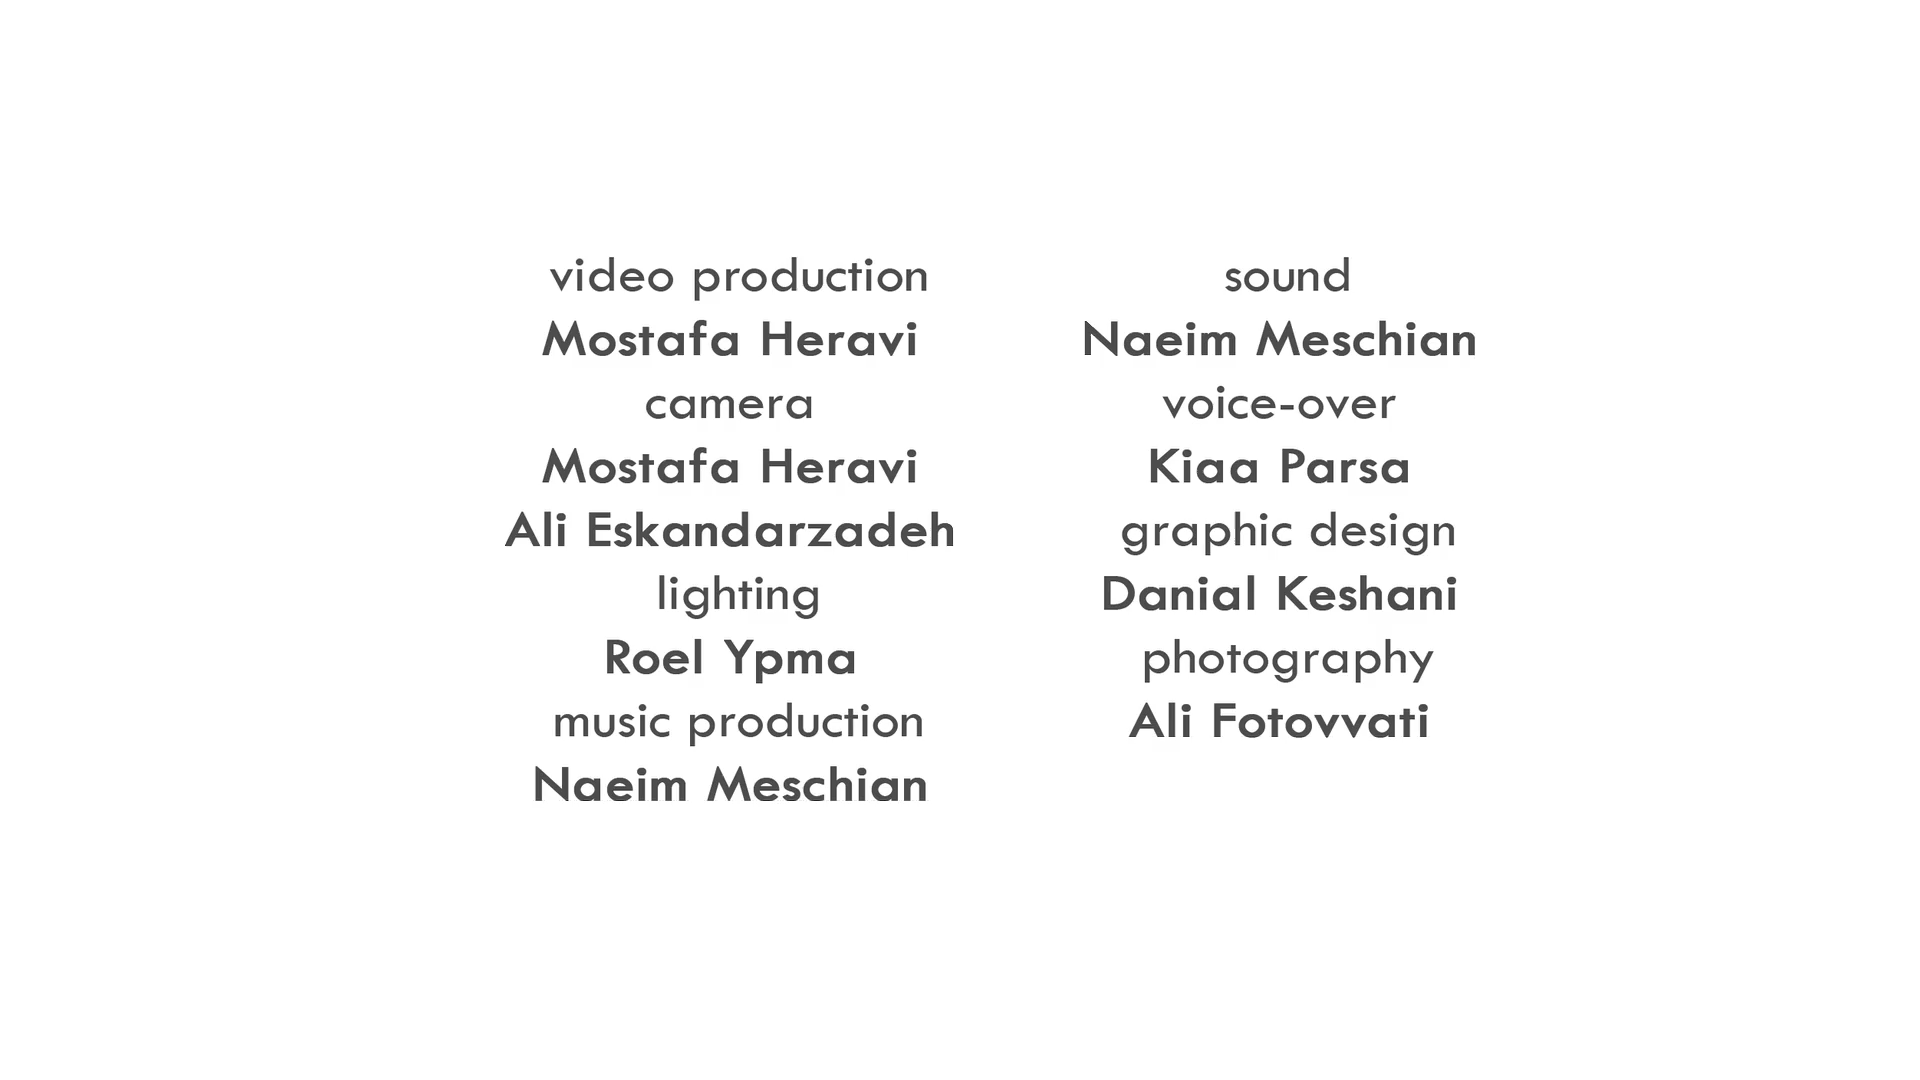 video production
Mostafa Heravi
camera
Mostafa Heravi
Ali Eskandarzadeh
lighting
Roel Ypma
music production
Naeim Meschian
sound
Naeim Meschian
voice-over
Kiaa Parsa
graphic design
Danial Keshani
photography
Ali Fotovvati